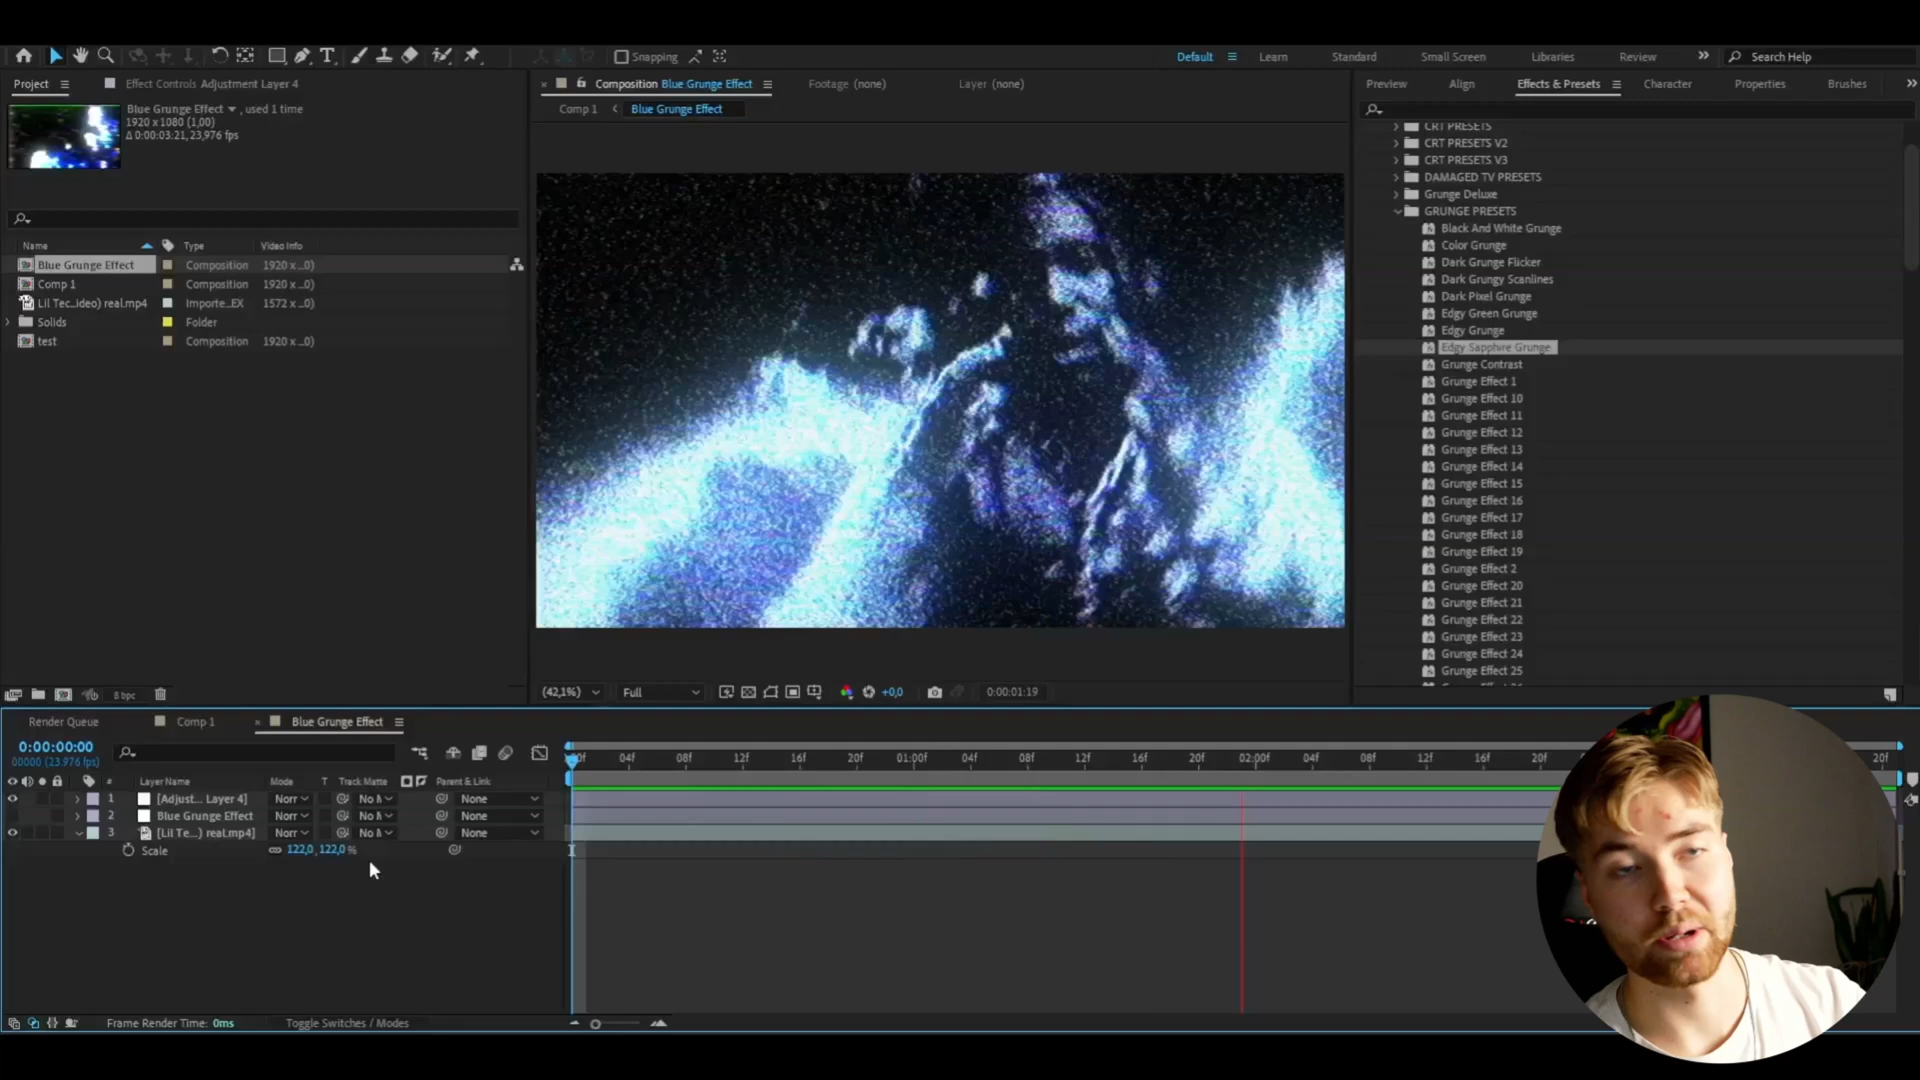 Snapping
Default
Learn
Standard
Small Screen
Libraries
Review
Search Help
Project
Effect Controls Adjustment Layer 4
Composition Blue Grunge Effect
Footage (none)
Layer (none)
Preview
Align
Effects & Presets
Character
Properties
Brushes
Blue Grunge Effect , used 1 time
1920 x 1080 (1,00)
Δ 0:00:03:21, 23,976 fps
Comp 1
Blue Grunge Effect
CRT PRESETS
CRT PRESETS V2
CRT PRESETS V3
DAMAGED TV PRESETS
Grunge Deluxe
GRUNGE PRESETS
Black And White Grunge
Color Grunge
Dark Grunge Flicker
Dark Grungy Scanlines
Dark Pixel Grunge
Edgy Green Grunge
Edgy Grunge
Edgy Sapphire Grunge
Grunge Contrast
Grunge Effect 1
Grunge Effect 10
Grunge Effect 11
Grunge Effect 12
Grunge Effect 13
Grunge Effect 14
Grunge Effect 15
Grunge Effect 16
Grunge Effect 17
Grunge Effect 18
Grunge Effect 19
Grunge Effect 2
Grunge Effect 20
Grunge Effect 21
Grunge Effect 22
Grunge Effect 23
Grunge Effect 24
Grunge Effect 25
Name
Type
Video Info
Blue Grunge Effect
Composition
1920 x ...0)
Comp 1
Composition
1920 x ...0)
Lil Tec...ideo) real.mp4
Importe...EX
1572 x ...0)
Solids
Folder
test
Composition
1920 x ...0)
8 bpc
(42,1%)
Full
+0,0
0:00:01:19
Render Queue
Comp 1
Blue Grunge Effect
0:00:00:00
00000 (23.976 fps)
04f
08f
12f
16f
20f
01:00f
04f
08f
12f
16f
20f
02:00f
04f
08f
12f
16f
20f
20f
#
Layer Name
Mode
T
Track Matte
Parent & Link
1
[Adjust... Layer 4]
Norr
None
2
Blue Grunge Effect
Norr
None
3
[Lil Te...) real.mp4]
Norr
None
Scale
122,0, 122,0 %
Frame Render Time: 0ms
Toggle Switches / Modes